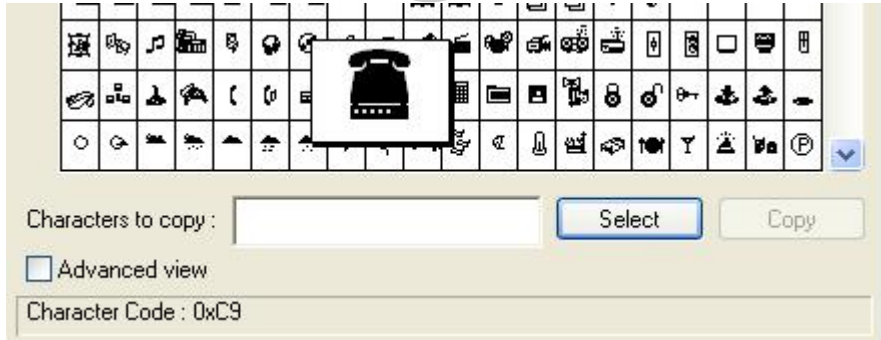 Characters to copy :
Select
Copy
Advanced view
Character Code : 0xC9